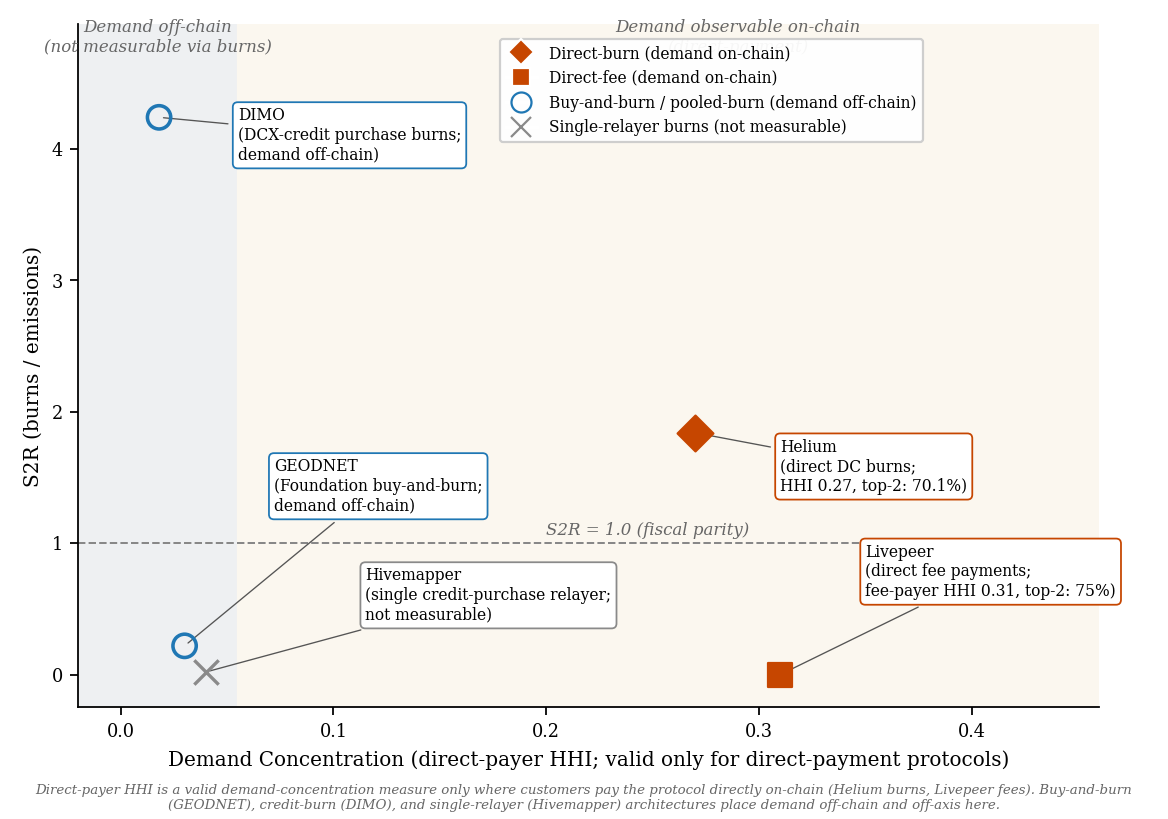 Demand off-chain
(not measurable via burns)
Demand observable on-chain
Direct-burn (demand on-chain)
Direct-fee (demand on-chain)
Buy-and-burn / pooled-burn (demand off-chain)
Single-relayer burns (not measurable)
DIMO
(DCX-credit purchase burns;
demand off-chain)
Helium
(direct DC burns;
HHI 0.27, top-2: 70.1%)
GEODNET
(Foundation buy-and-burn;
demand off-chain)
S2R = 1.0 (fiscal parity)
Livepeer
(direct fee payments;
fee-payer HHI 0.31, top-2: 75%)
Hivemapper
(single credit-purchase relayer;
not measurable)
S2R (burns / emissions)
4
3
2
1
0
0.0 0.1 0.2 0.3 0.4
Demand Concentration (direct-payer HHI; valid only for direct-payment protocols)
Direct-payer HHI is a valid demand-concentration measure only where customers pay the protocol directly on-chain (Helium burns, Livepeer fees). Buy-and-burn
(GEODNET), credit-burn (DIMO), and single-relayer (Hivemapper) architectures place demand off-chain and off-axis here.